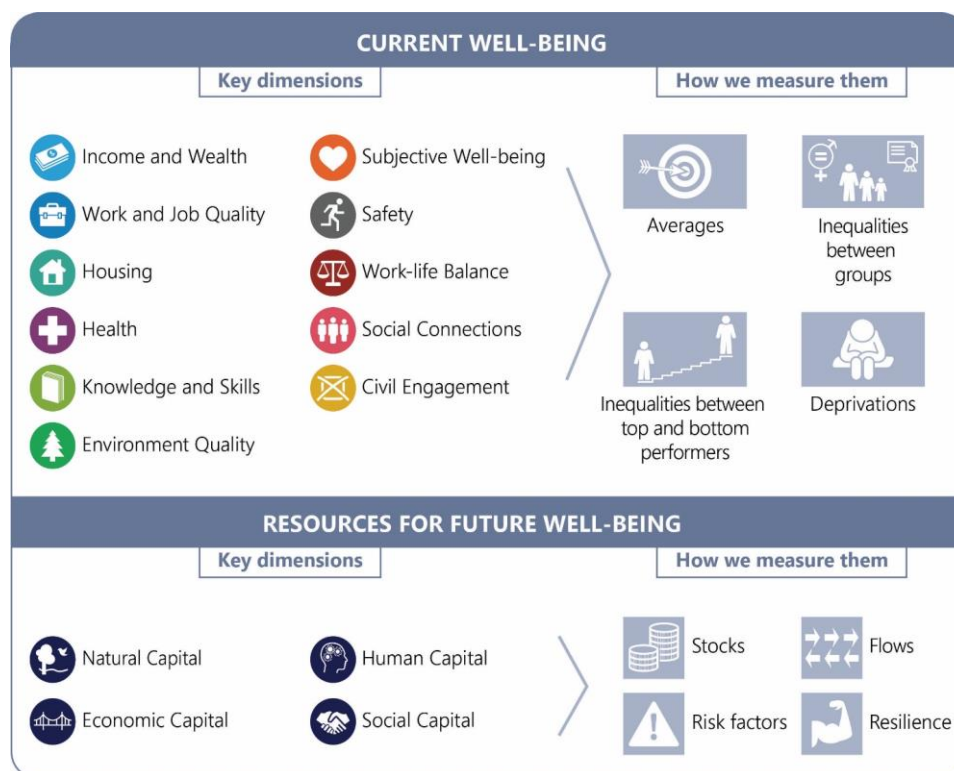 CURRENT WELL-BEING
Key dimensions
How we measure them
Income and Wealth
Subjective Well-being
Work and Job Quality
Safety
Housing
Work-life Balance
Health
Social Connections
Knowledge and Skills
Civil Engagement
Environment Quality
Averages
Inequalities
between
groups
Inequalities between
top and bottom
performers
Deprivations
RESOURCES FOR FUTURE WELL-BEING
Key dimensions
How we measure them
Natural Capital
Human Capital
Economic Capital
Social Capital
Stocks
Flows
Risk factors
Resilience